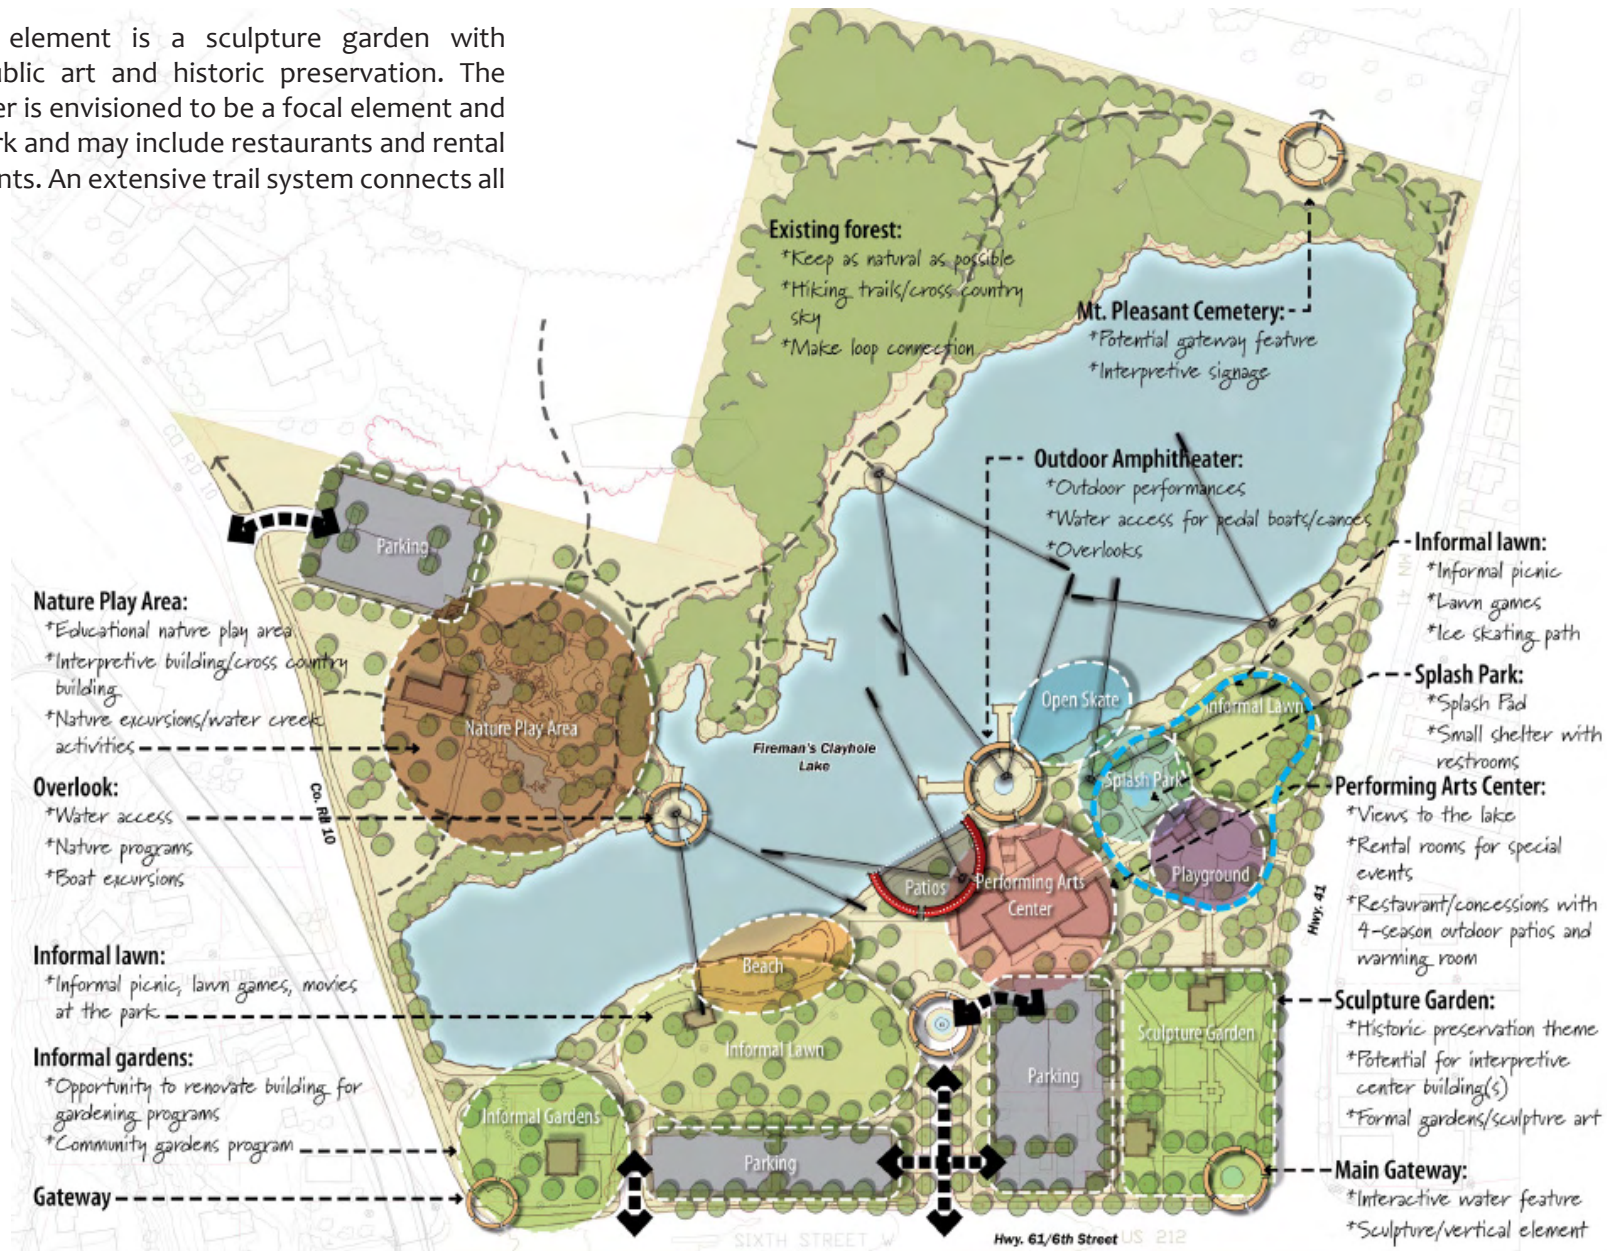 element is a sculpture garden with
ublic art and historic preservation. The
er is envisioned to be a focal element and
rk and may include restaurants and rental
nts. An extensive trail system connects all
Existing forest:
*Keep as natural as possible
*Hiking trails/cross country
sky
*Make loop connection
Mt. Pleasant Cemetery:
*Potential gateway feature
*Interpretive signage
Outdoor Amphitheater:
*Outdoor performances
*Water access for pedal boats/canoes
*Overlooks
Informal lawn:
*Informal picnic
*Lawn games
*Ice skating path
Splash Park:
*Splash Pad
*Small shelter with
restrooms
Performing Arts Center:
*Views to the lake
*Rental rooms for special
events
*Restaurant/concessions with
4-season outdoor patios and
warming room
Sculpture Garden:
*Historic preservation theme
*Potential for interpretive
center building(s)
*Formal gardens/sculpture art
Main Gateway:
*Interactive water feature
*Sculpture/vertical element
Nature Play Area:
*Educational nature play area
*Interpretive building/cross country
building
*Nature excursions/water creek
activities
Overlook:
*Water access
*Nature programs
*Boat excursions
Informal lawn:
*Informal picnic, lawn games, movies
at the park
Informal gardens:
*Opportunity to renovate building for
gardening programs
*Community gardens program
Gateway
CO RD 10
Parking
Nature Play Area
Co. RD 10
Fireman's Clayhole
Lake
Open Skate
Informal Lawn
Splash Park
Playground
Patios
Performing Arts
Center
Beach
Informal Lawn
Informal Gardens
Parking
Parking
Sculpture Garden
MN 41
Hwy. 41
SIXTH STREET W
Hwy. 61/6th Street
US 212